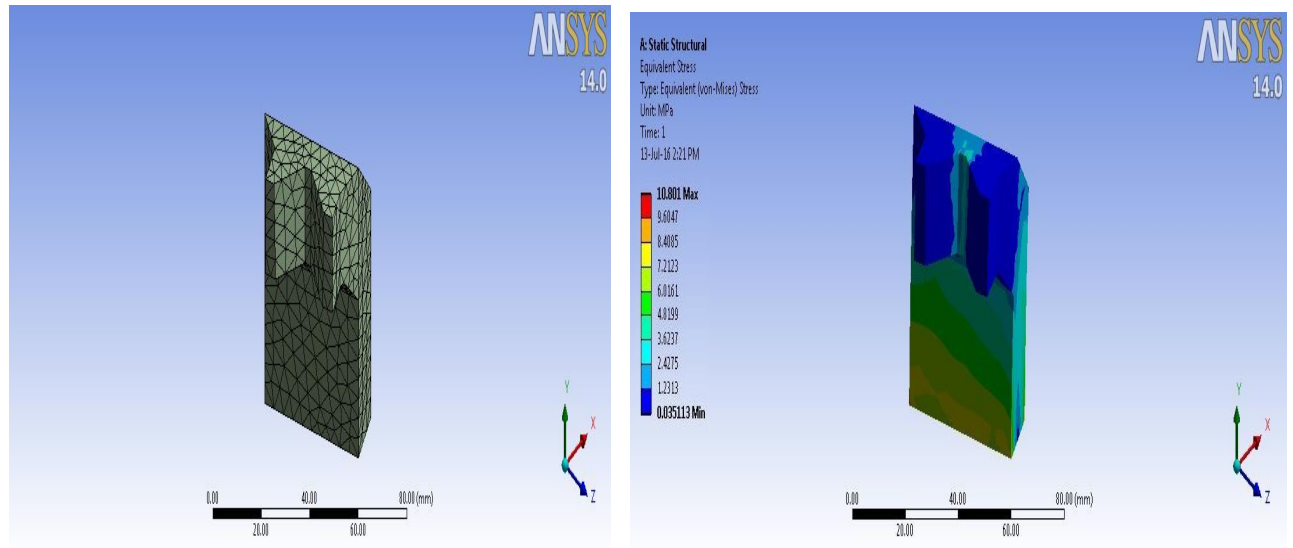 ANSYS
14.0
Y
X
Z
0.00 40.00 80.00 (mm)
20.00 60.00
A: Static Structural
Equivalent Stress
Type: Equivalent (von-Mises) Stress
Unit: MPa
Time: 1
13-Jul-16 2:21 PM
10.801 Max
9.6047
8.4085
7.2123
6.0161
4.8199
3.6237
2.4275
1.2313
0.035113 Min
ANSYS
14.0
Y
X
Z
0.00 40.00 80.00 (mm)
20.00 60.00